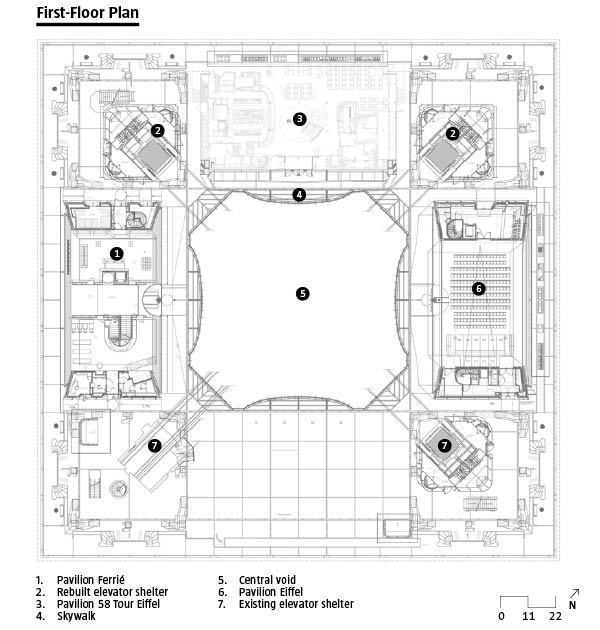 First-Floor Plan
2
2
3
4
1
5
6
7
7
1. Pavilion Ferrié
2. Rebuilt elevator shelter
3. Pavilion 58 Tour Eiffel
4. Skywalk
5. Central void
6. Pavilion Eiffel
7. Existing elevator shelter
0 11 22
N